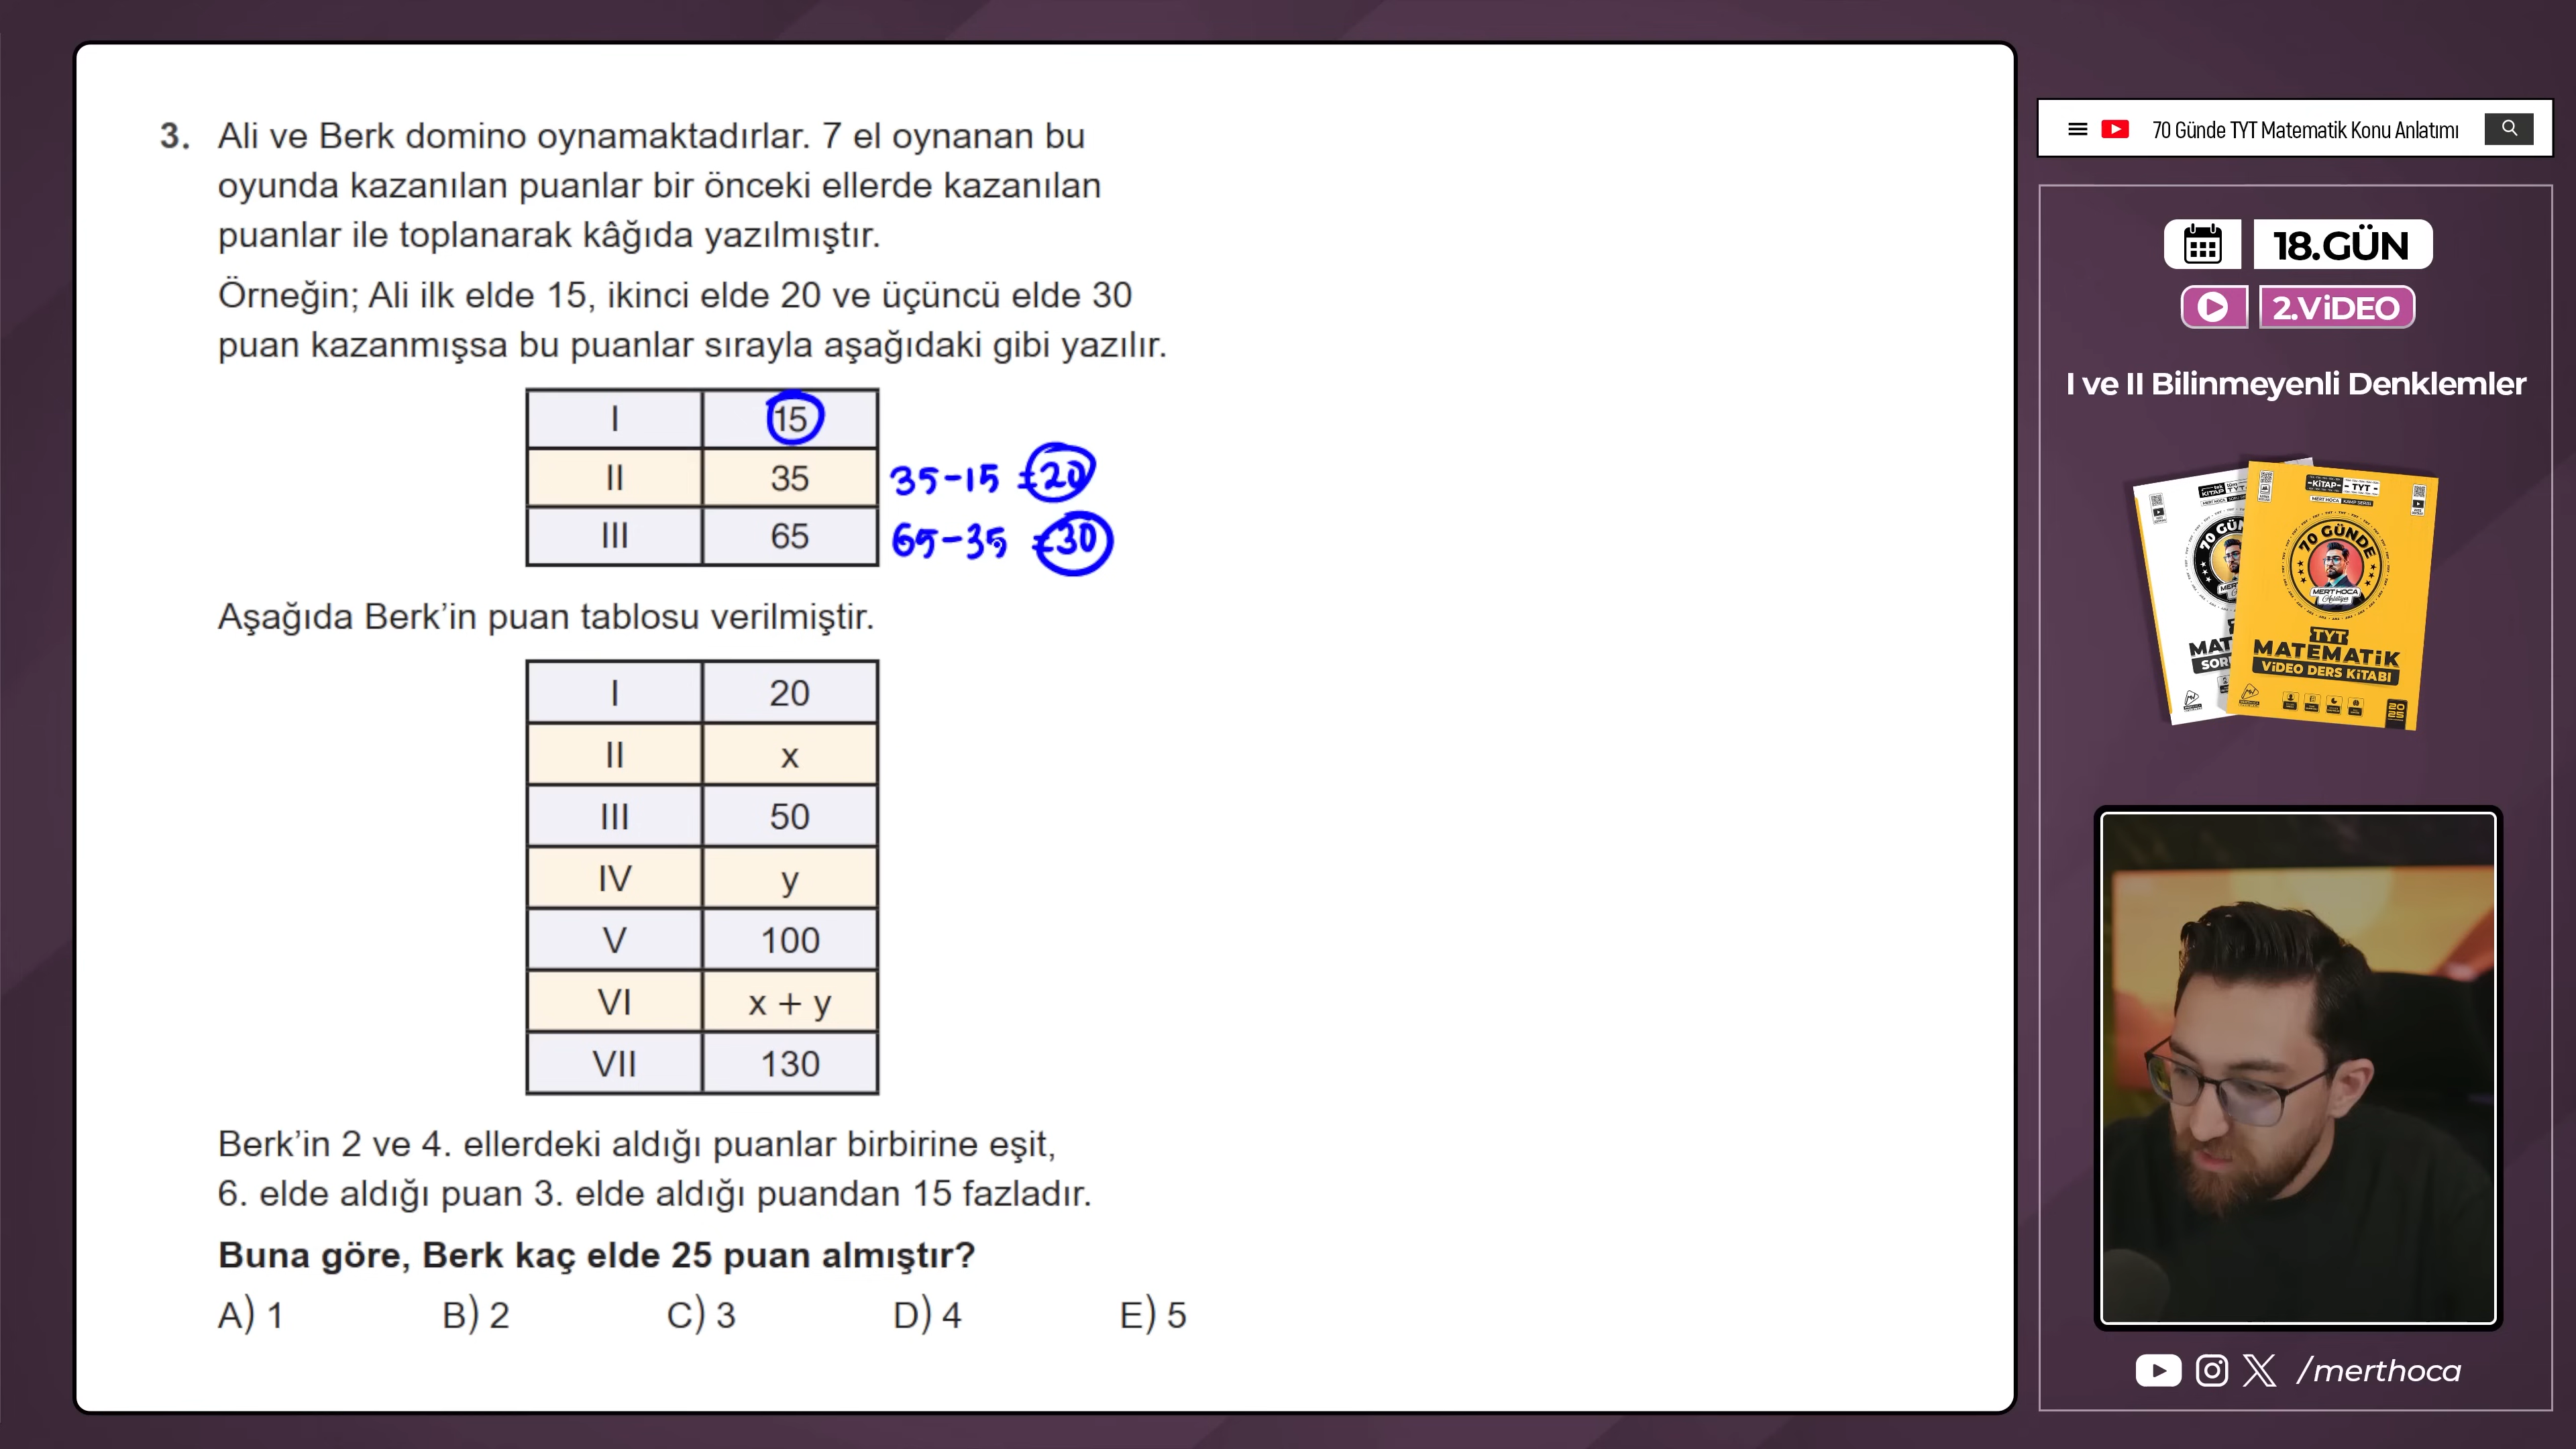 3. Ali ve Berk domino oynamaktadırlar. 7 el oynanan bu
oyunda kazanılan puanlar bir önceki ellerde kazanılan
puanlar ile toplanarak kâğıda yazılmıştır.
Örneğin; Ali ilk elde 15, ikinci elde 20 ve üçüncü elde 30
puan kazanmışsa bu puanlar sırayla aşağıdaki gibi yazılır.
I 15
II 35 35-15 =20
III 65 65-35 =30
Aşağıda Berk'in puan tablosu verilmiştir.
I 20
II x
III 50
IV y
V 100
VI x + y
VII 130
Berk'in 2 ve 4. ellerdeki aldığı puanlar birbirine eşit,
6. elde aldığı puan 3. elde aldığı puandan 15 fazladır.
Buna göre, Berk kaç elde 25 puan almıştır?
A) 1 B) 2 C) 3 D) 4 E) 5
70 Günde TYT Matematik Konu Anlatımı
18.GÜN
2.ViDEO
I ve II Bilinmeyenli Denklemler
KiTAP
TYT
70 GÜNDE
MERT HOCA
TYT
MATEMATiK
ViDEO DERS KiTABI
2025
/merthoca